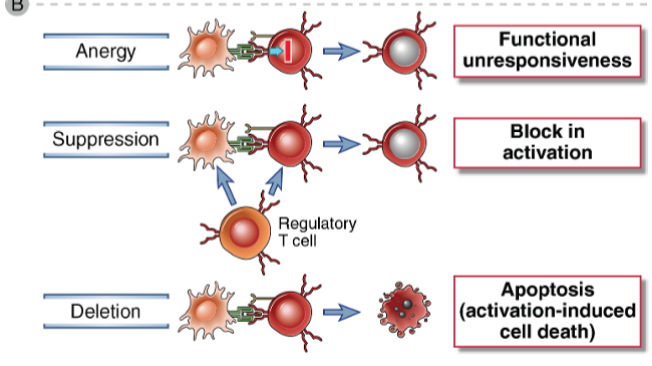 B
Anergy
Functional
unresponsiveness
Suppression
Block in
activation
Regulatory
T cell
Deletion
Apoptosis
(activation-induced
cell death)